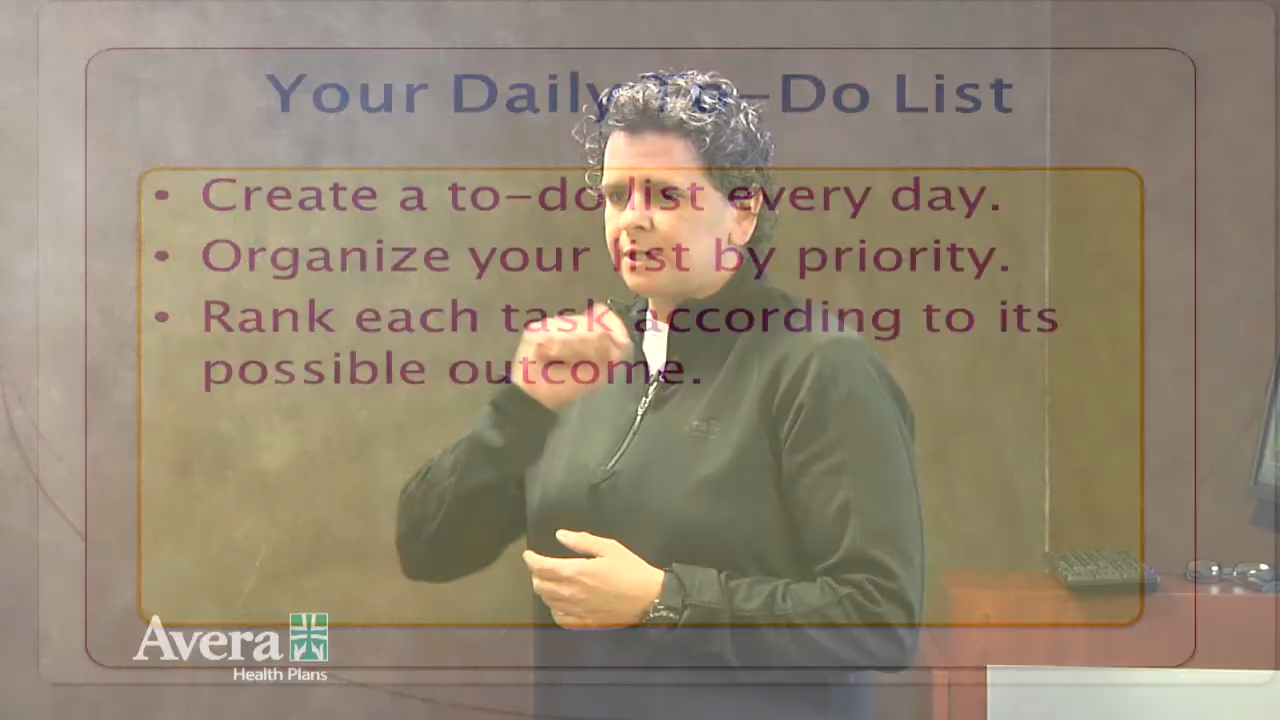 Your Daily To-Do List
• Create a to-do list every day.
• Organize your list by priority.
• Rank each task according to its
possible outcome.
Avera
Health Plans